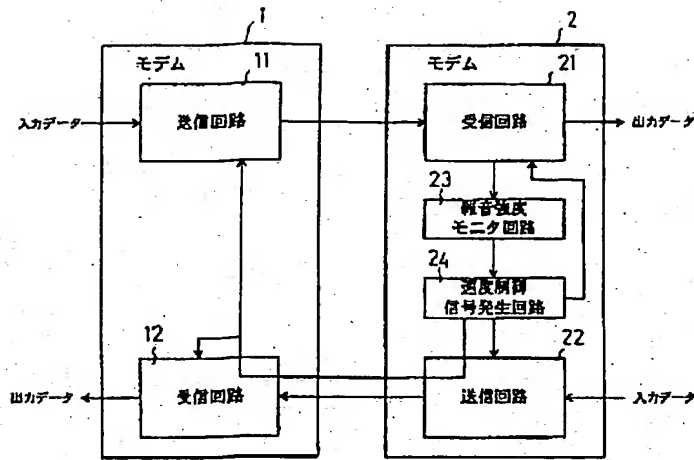 1
2
モデム
11
モデム
21
入力データ
送信回路
受信回路
出力データ
23
雑音強度
モニタ回路
24
速度制御
信号発生回路
12
22
出力データ
受信回路
送信回路
入力データ